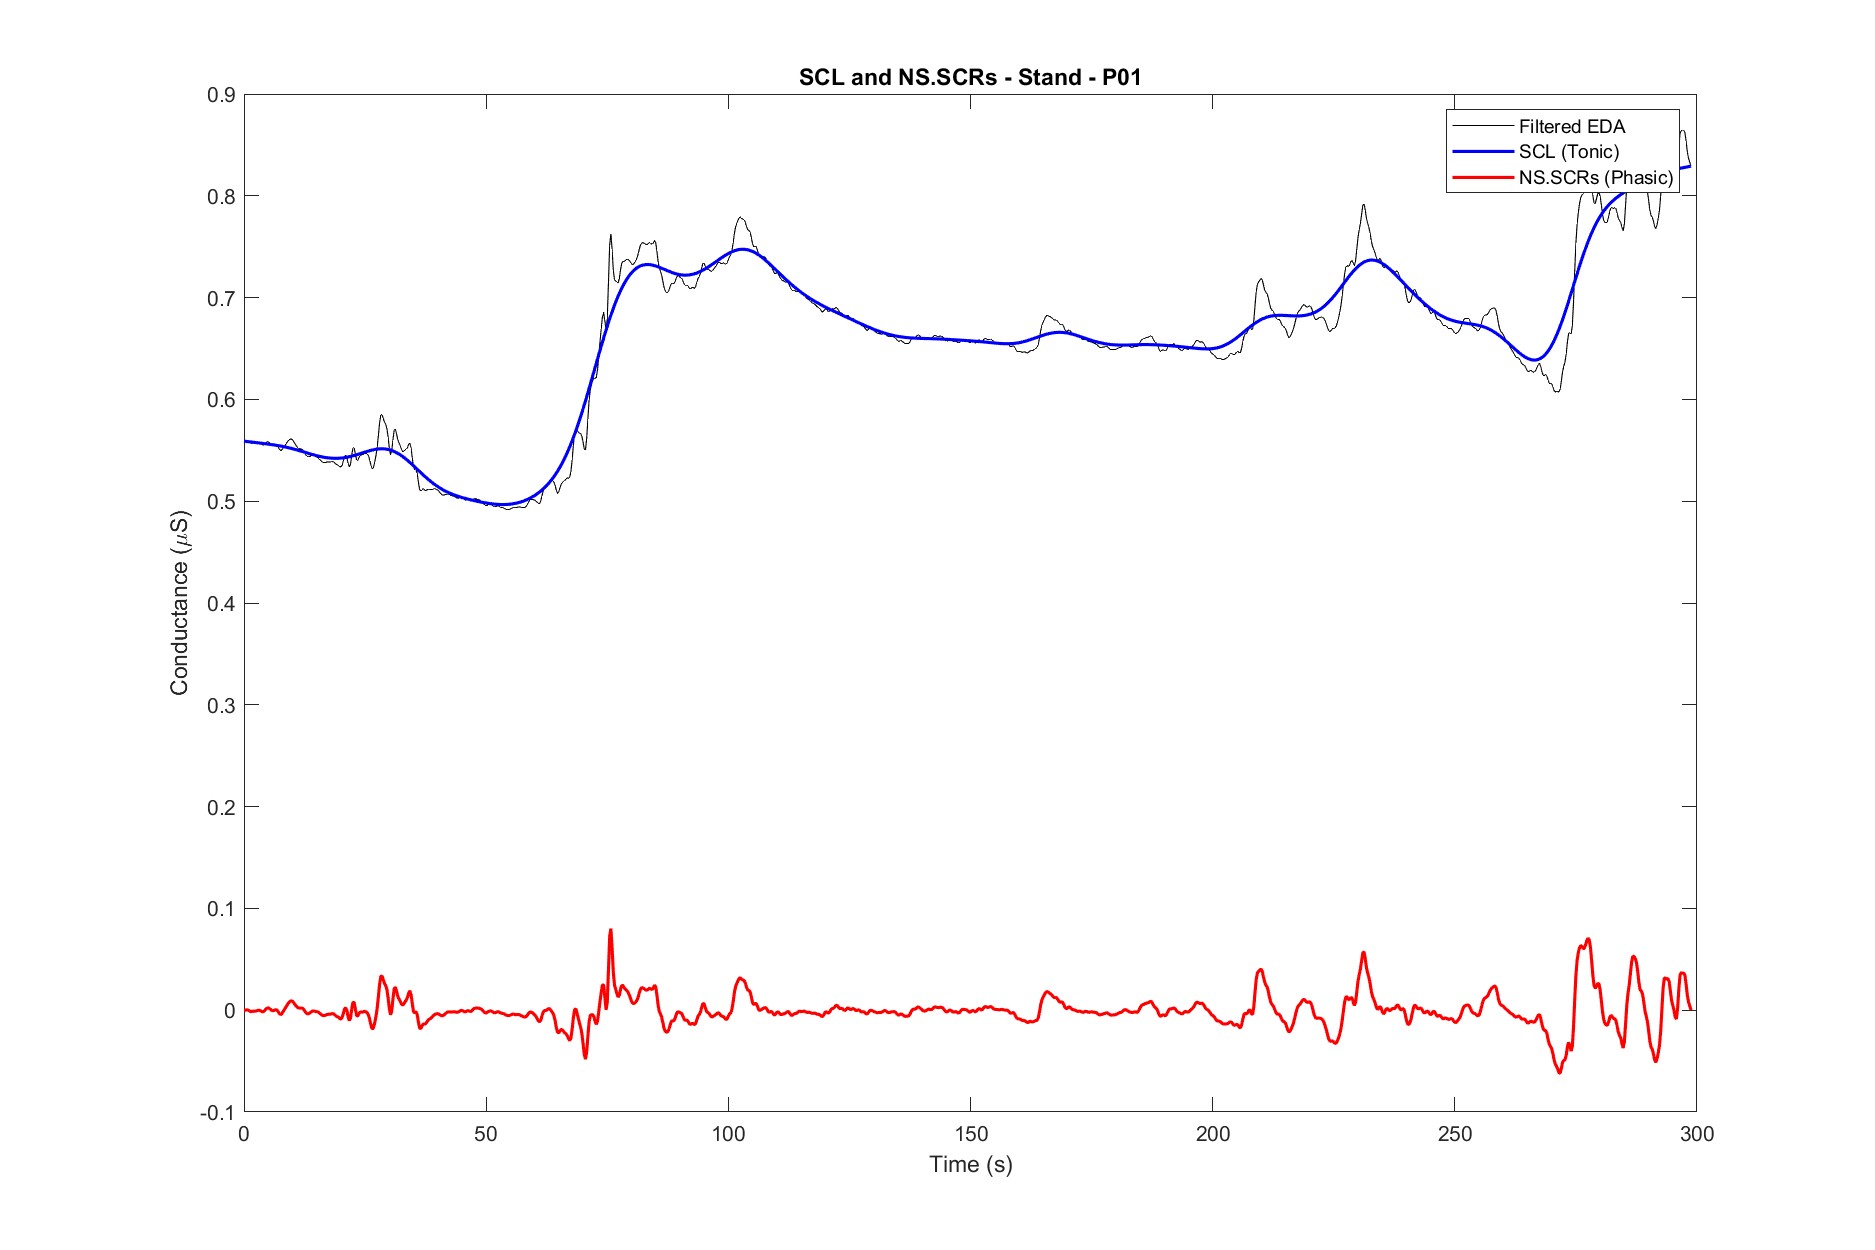 SCL and NS.SCRs - Stand - P01
Filtered EDA
SCL (Tonic)
NS.SCRs (Phasic)
0.9
0.8
0.7
0.6
0.5
0.4
0.3
0.2
0.1
0
-0.1
Conductance (μS)
0 50 100 150 200 250 300
Time (s)